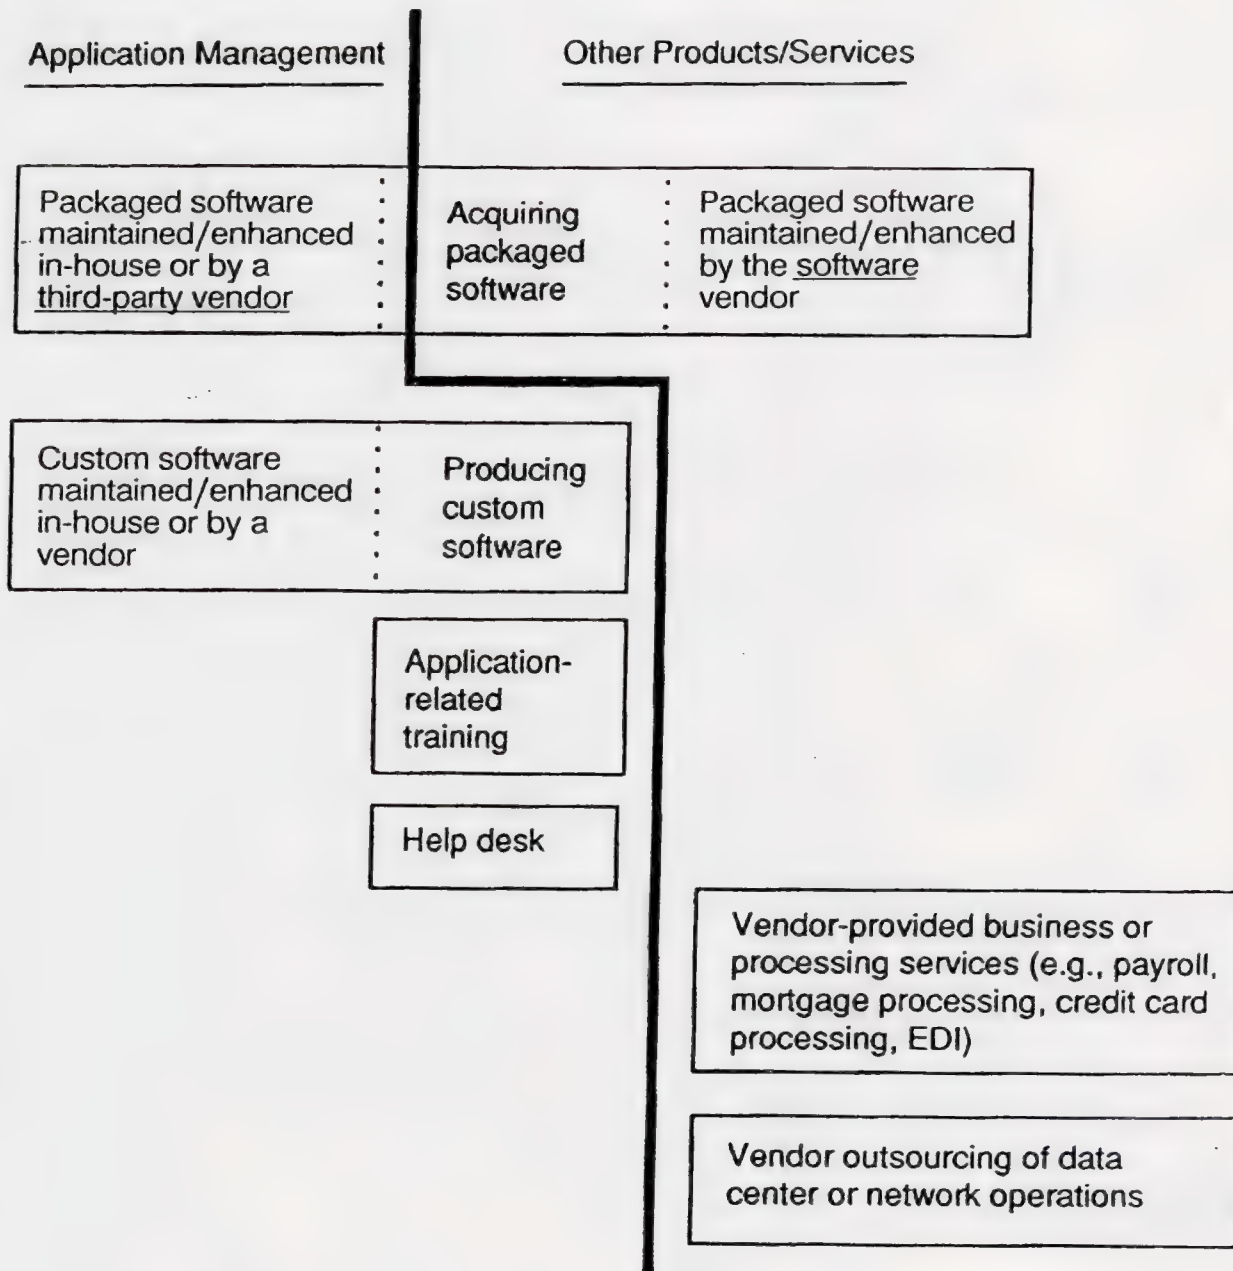 Application Management
Other Products/Services
Packaged software
maintained/enhanced
in-house or by a
third-party vendor
Acquiring
packaged
software
Packaged software
maintained/enhanced
by the software
vendor
Custom software
maintained/enhanced
in-house or by a
vendor
Producing
custom
software
Application-
related
training
Help desk
Vendor-provided business or
processing services (e.g., payroll,
mortgage processing, credit card
processing, EDI)
Vendor outsourcing of data
center or network operations